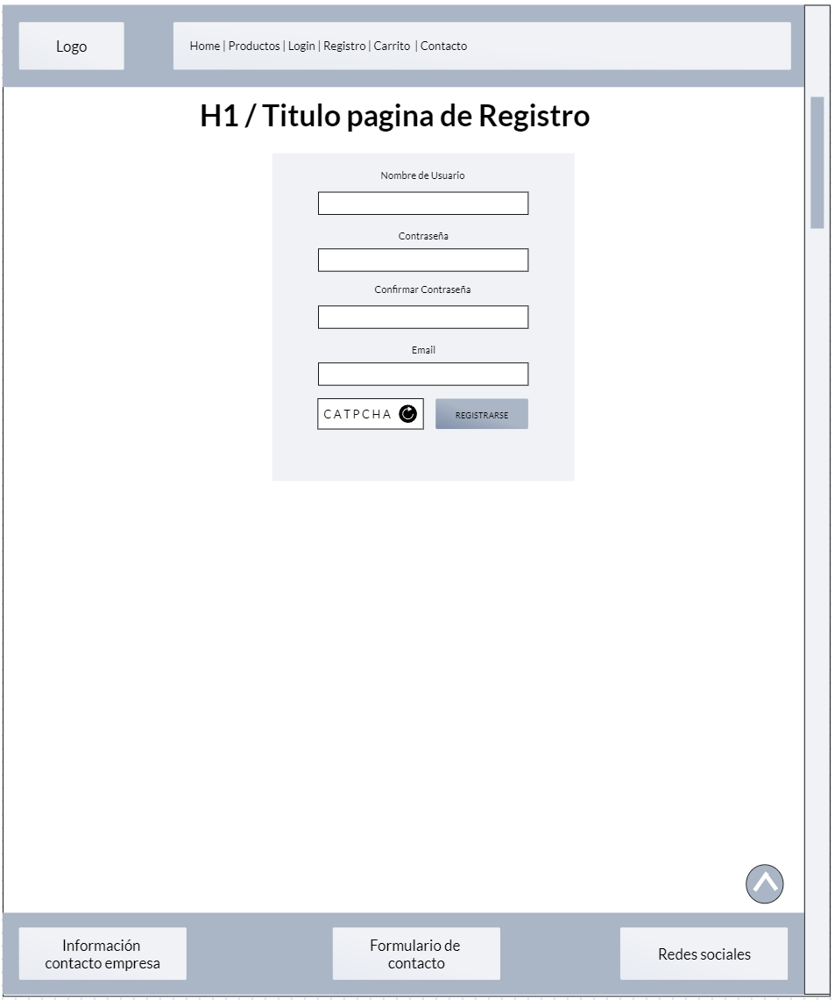 Logo
Home | Productos | Login | Registro | Carrito | Contacto
H1 / Titulo pagina de Registro
Nombre de Usuario
Contraseña
Confirmar Contraseña
Email
CATPCHA
REGISTRARSE
Información
contacto empresa
Formulario de
contacto
Redes sociales